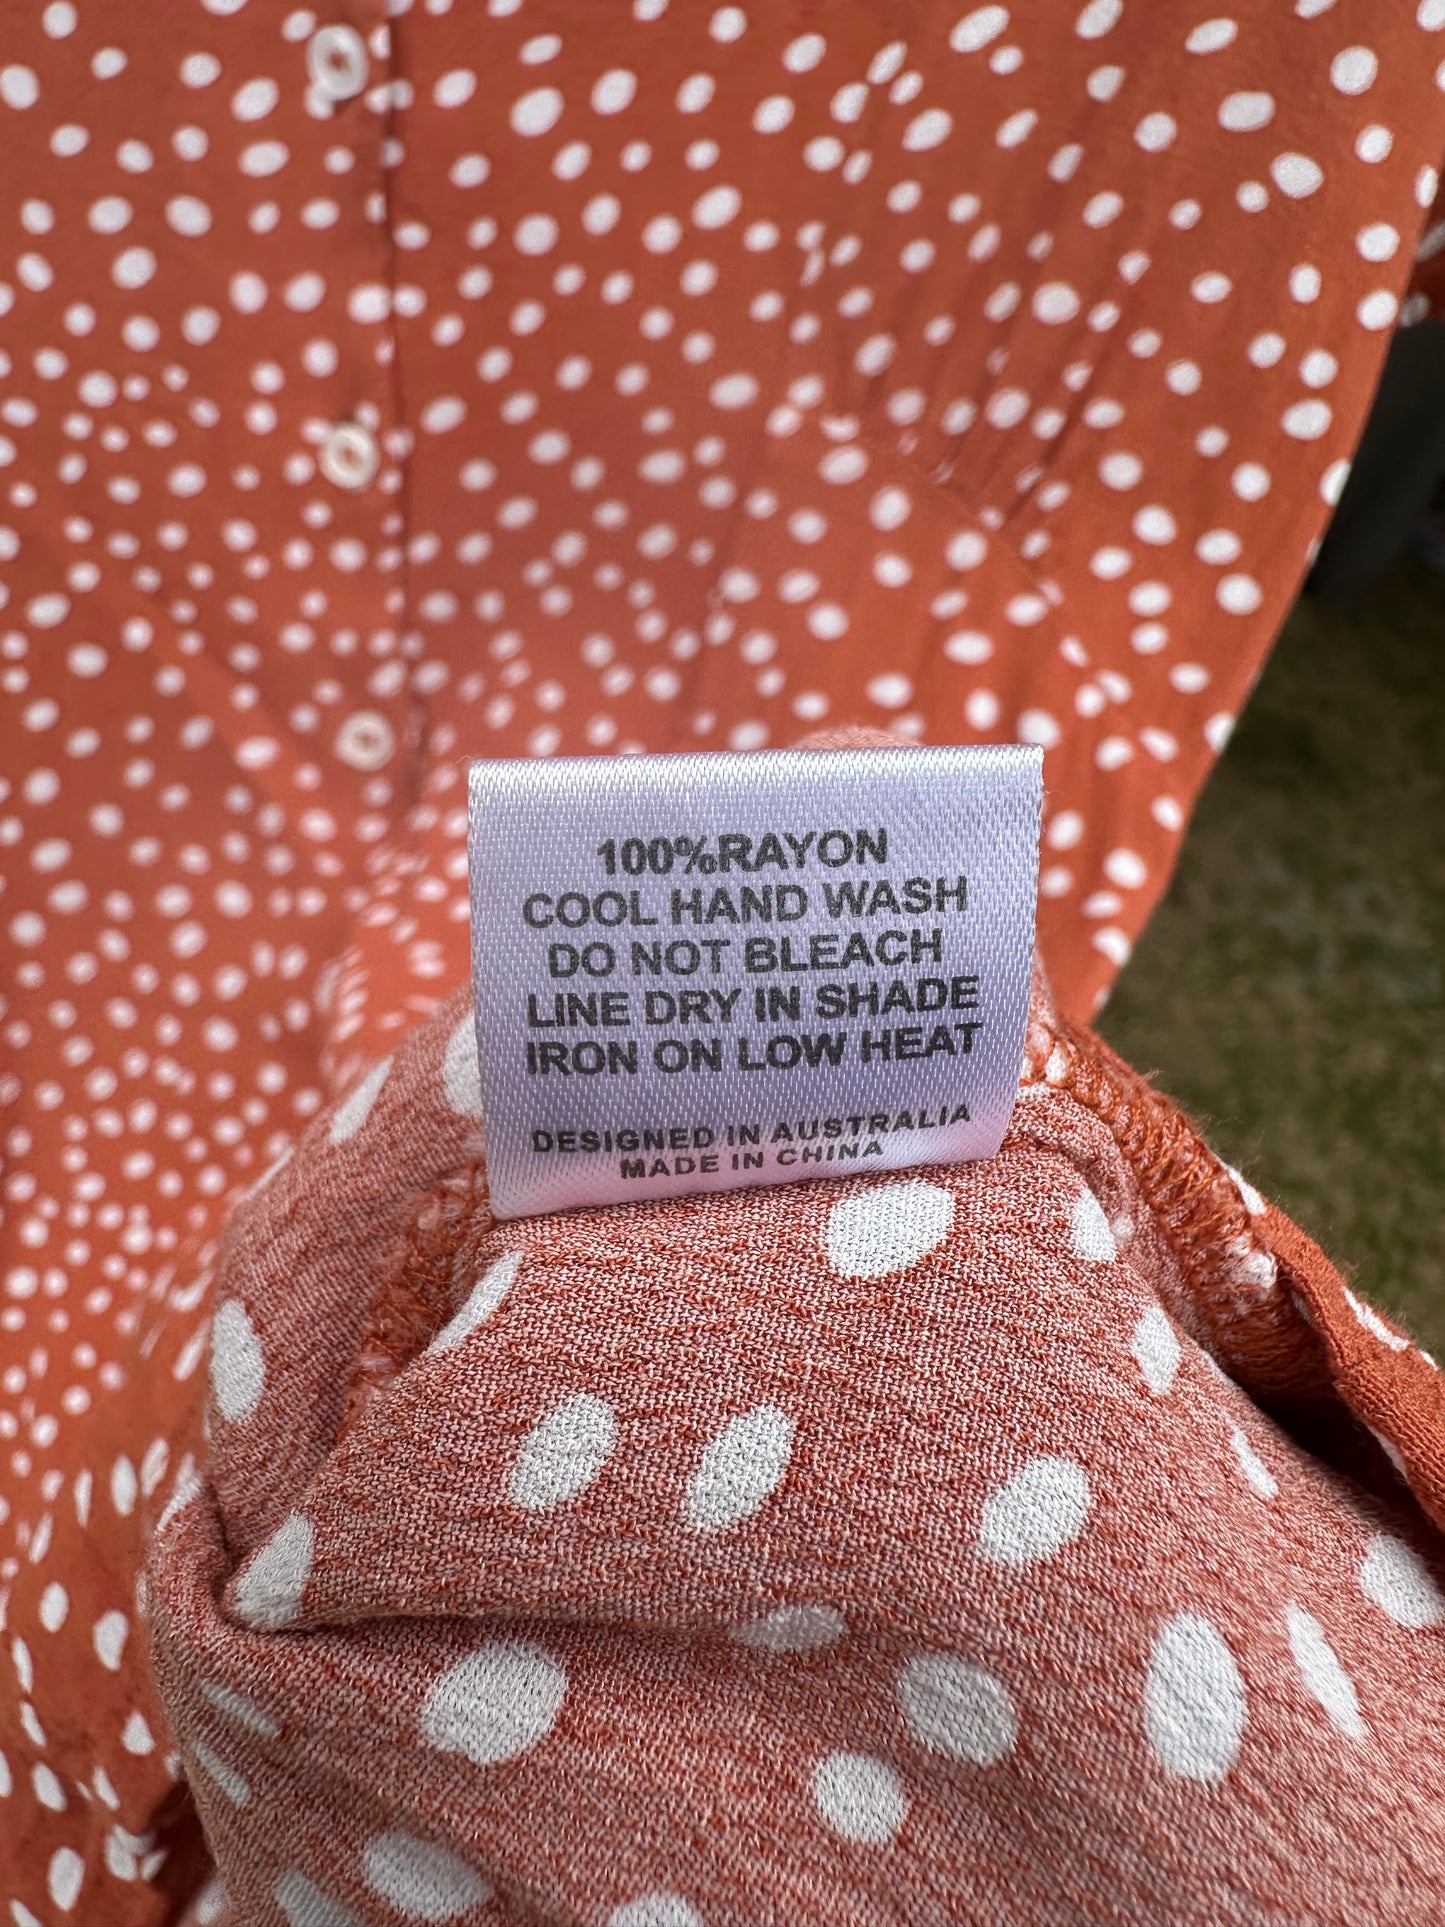 100%RAYON
COOL HAND WASH
DO NOT BLEACH
LINE DRY IN SHADE
IRON ON LOW HEAT
DESIGNED IN AUSTRALIA
MADE IN CHINA